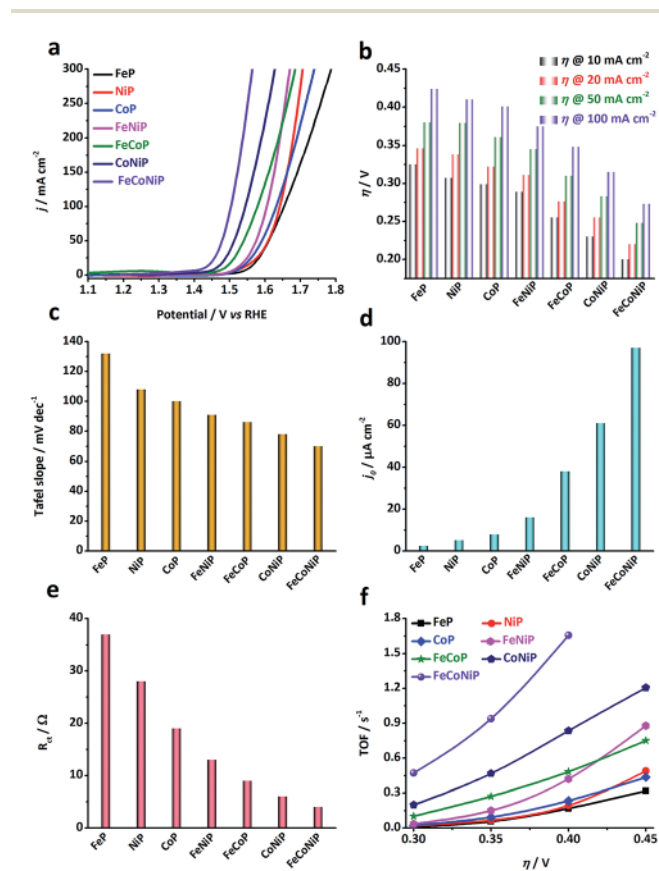 a
300
250
200
150
100
50
0
j / mA cm⁻²
FeP
NiP
CoP
FeNiP
FeCoP
CoNiP
FeCoNiP
1.1 1.2 1.3 1.4 1.5 1.6 1.7 1.8
Potential / V vs RHE
b
η @ 10 mA cm⁻²
η @ 20 mA cm⁻²
η @ 50 mA cm⁻²
η @ 100 mA cm⁻²
0.45
0.40
0.35
0.30
0.25
0.20
η / V
FeP NiP CoP FeNiP FeCoP CoNiP FeCoNiP
c
140
120
100
80
60
40
20
0
Tafel slope / mV dec⁻¹
FeP NiP CoP FeNiP FeCoP CoNiP FeCoNiP
d
100
80
60
40
20
0
j₀ / µA cm⁻²
FeP NiP CoP FeNiP FeCoP CoNiP FeCoNiP
e
40
30
20
10
0
R_ct / Ω
FeP NiP CoP FeNiP FeCoP CoNiP FeCoNiP
f
1.8
1.5
1.2
0.9
0.6
0.3
0.0
TOF / s⁻¹
FeP NiP
CoP FeNiP
FeCoP CoNiP
FeCoNiP
0.30 0.35 0.40 0.45
η / V